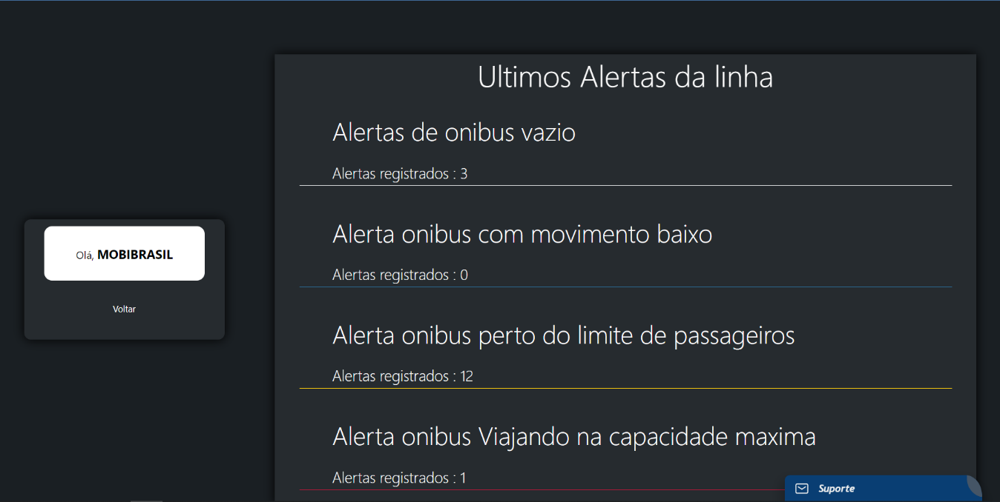 Ultimos Alertas da linha
Alertas de onibus vazio
Alertas registrados : 3
Alerta onibus com movimento baixo
Alertas registrados : 0
Olá, MOBIBRASIL
Voltar
Alerta onibus perto do limite de passageiros
Alertas registrados : 12
Alerta onibus Viajando na capacidade maxima
Alertas registrados : 1
Suporte